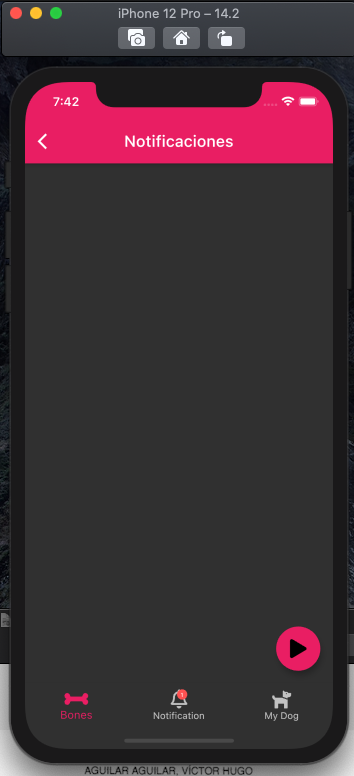 iPhone 12 Pro – 14.2
7:42
Notificaciones
Bones
Notification
My Dog
AGUILAR AGUILAR, VÍCTOR HUGO